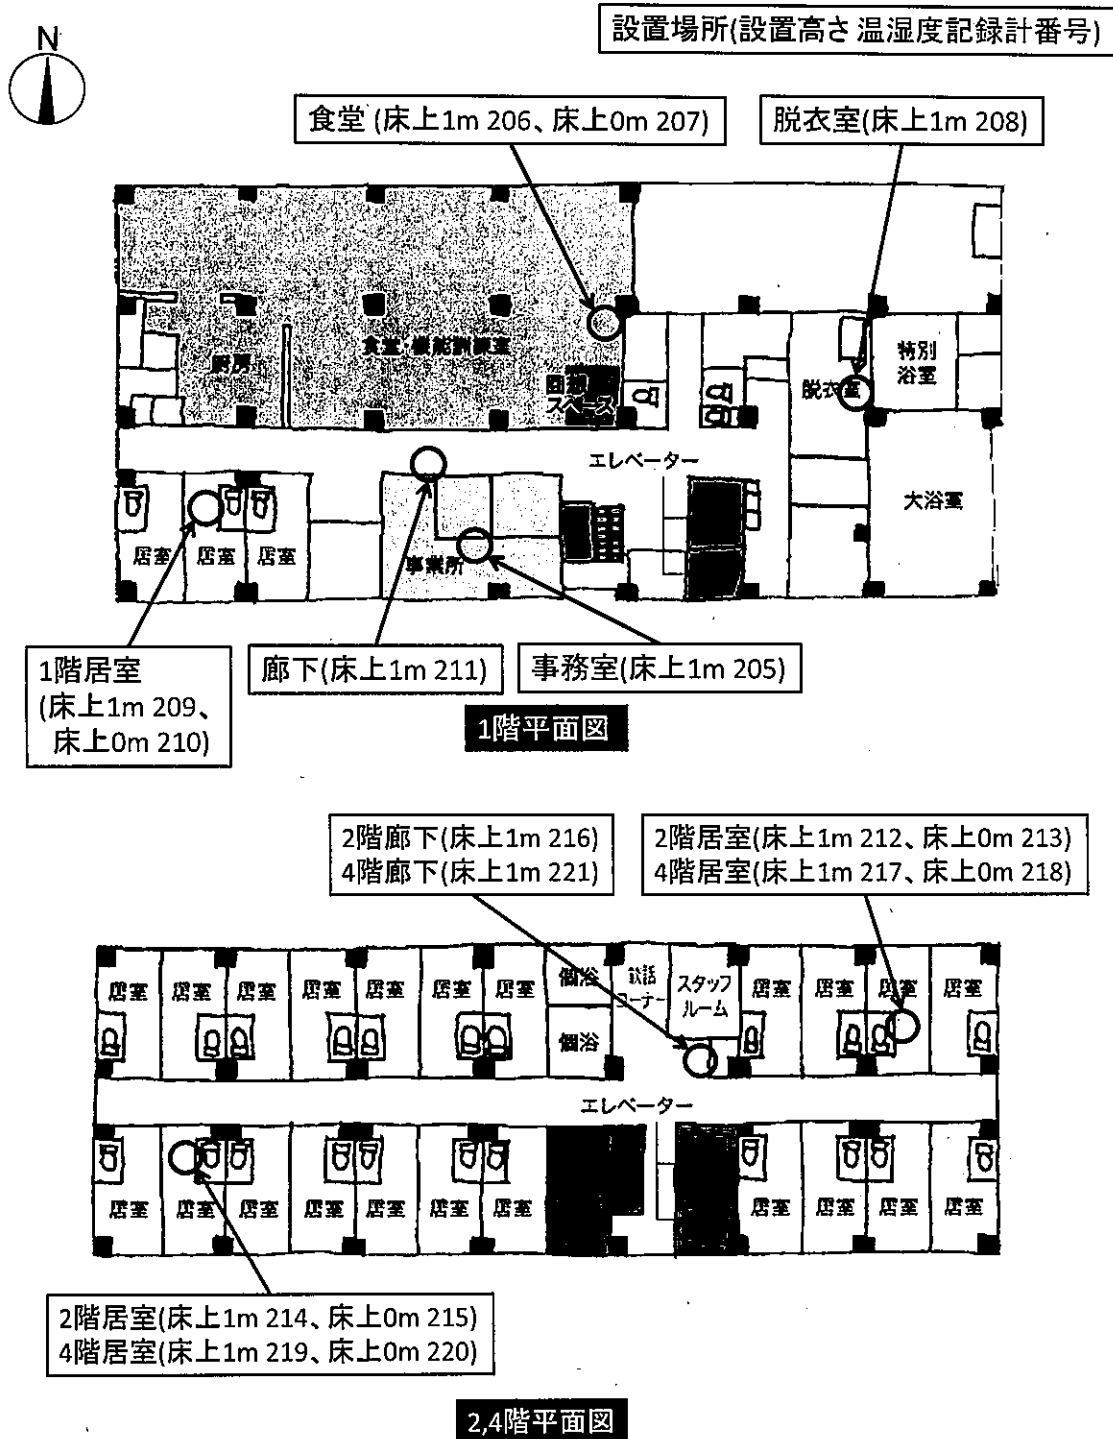 設置場所(設置高さ 温湿度記録計番号)
N
食堂 (床上1m 206、床上0m 207)
脱衣室(床上1m 208)
食堂・機能訓練室
厨房
回想
スペース
脱衣室
特別
浴室
エレベーター
大浴室
居室
居室
居室
事業所
1階居室
(床上1m 209、
床上0m 210)
廊下(床上1m 211)
事務室(床上1m 205)
1階平面図
2階廊下(床上1m 216)
4階廊下(床上1m 221)
2階居室(床上1m 212、床上0m 213)
4階居室(床上1m 217、床上0m 218)
居室
居室
居室
居室
居室
居室
居室
個浴
談話
コーナー
スタッフ
ルーム
居室
居室
居室
居室
個浴
エレベーター
居室
居室
居室
居室
居室
居室
居室
居室
居室
居室
居室
2階居室(床上1m 214、床上0m 215)
4階居室(床上1m 219、床上0m 220)
2,4階平面図